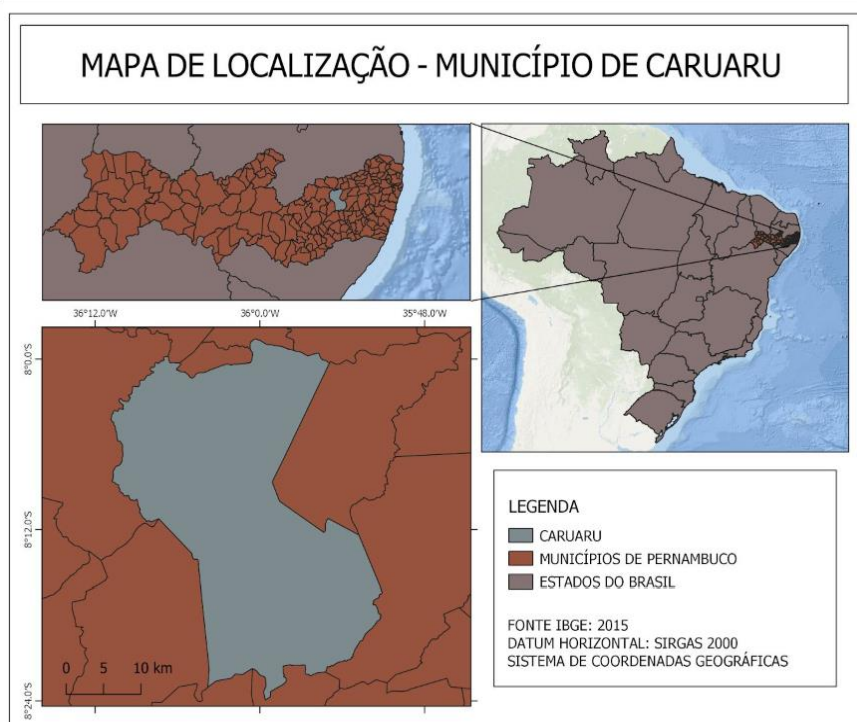 MAPA DE LOCALIZAÇÃO - MUNICÍPIO DE CARUARU
36°12.0'W 36°0.0'W 35°48.0'W
8°0.0'S
8°12.0'S
8°24.0'S
0 5 10 km
LEGENDA
CARUARU
MUNICÍPIOS DE PERNAMBUCO
ESTADOS DO BRASIL
FONTE IBGE: 2015
DATUM HORIZONTAL: SIRGAS 2000
SISTEMA DE COORDENADAS GEOGRÁFICAS